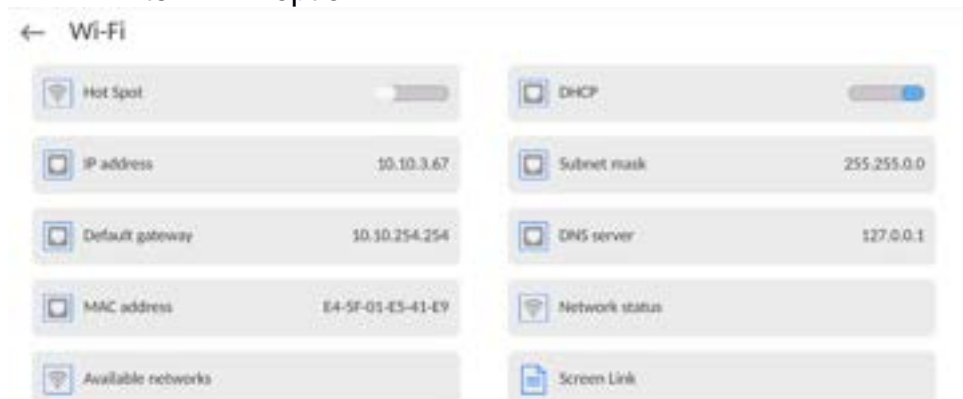 ← Wi-Fi
Hot Spot
DHCP
IP address 10.10.3.67
Subnet mask 255.255.0.0
Default gateway 10.10.254.254
DNS server 127.0.0.1
MAC address E4-5F-01-E5-41-E9
Network status
Available networks
Screen Link